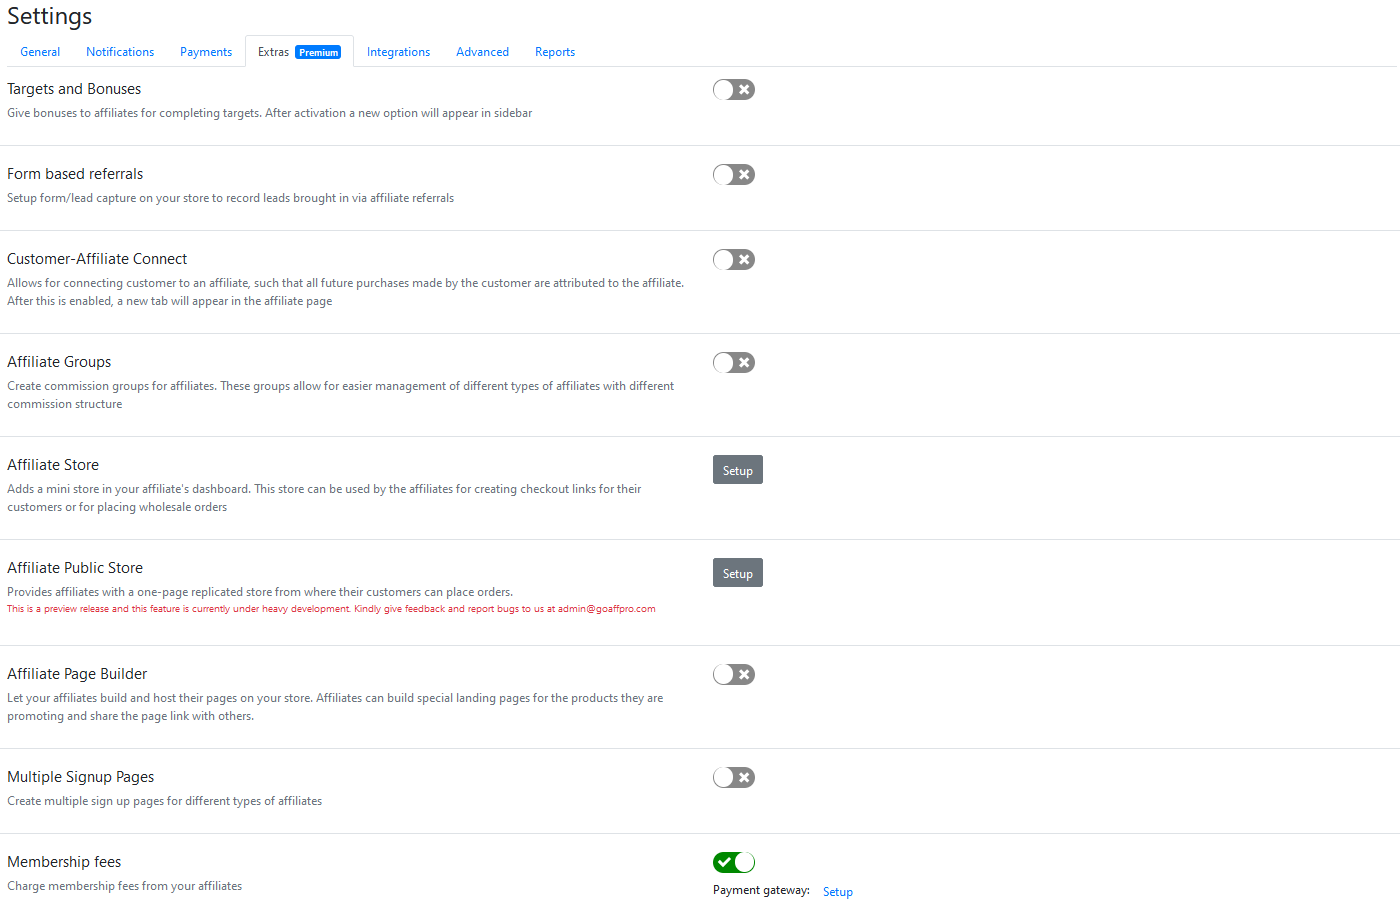 Settings
General Notifications Payments Extras Premium Integrations Advanced Reports
Targets and Bonuses
Give bonuses to affiliates for completing targets. After activation a new option will appear in sidebar
Form based referrals
Setup form/lead capture on your store to record leads brought in via affiliate referrals
Customer-Affiliate Connect
Allows for connecting customer to an affiliate, such that all future purchases made by the customer are attributed to the affiliate.
After this is enabled, a new tab will appear in the affiliate page
Affiliate Groups
Create commission groups for affiliates. These groups allow for easier management of different types of affiliates with different
commission structure
Affiliate Store
Setup
Adds a mini store in your affiliate's dashboard. This store can be used by the affiliates for creating checkout links for their
customers or for placing wholesale orders
Affiliate Public Store
Setup
Provides affiliates with a one-page replicated store from where their customers can place orders.
This is a preview release and this feature is currently under heavy development. Kindly give feedback and report bugs to us at admin@goaffpro.com
Affiliate Page Builder
Let your affiliates build and host their pages on your store. Affiliates can build special landing pages for the products they are
promoting and share the page link with others.
Multiple Signup Pages
Create multiple sign up pages for different types of affiliates
Membership fees
Charge membership fees from your affiliates
Payment gateway: Setup